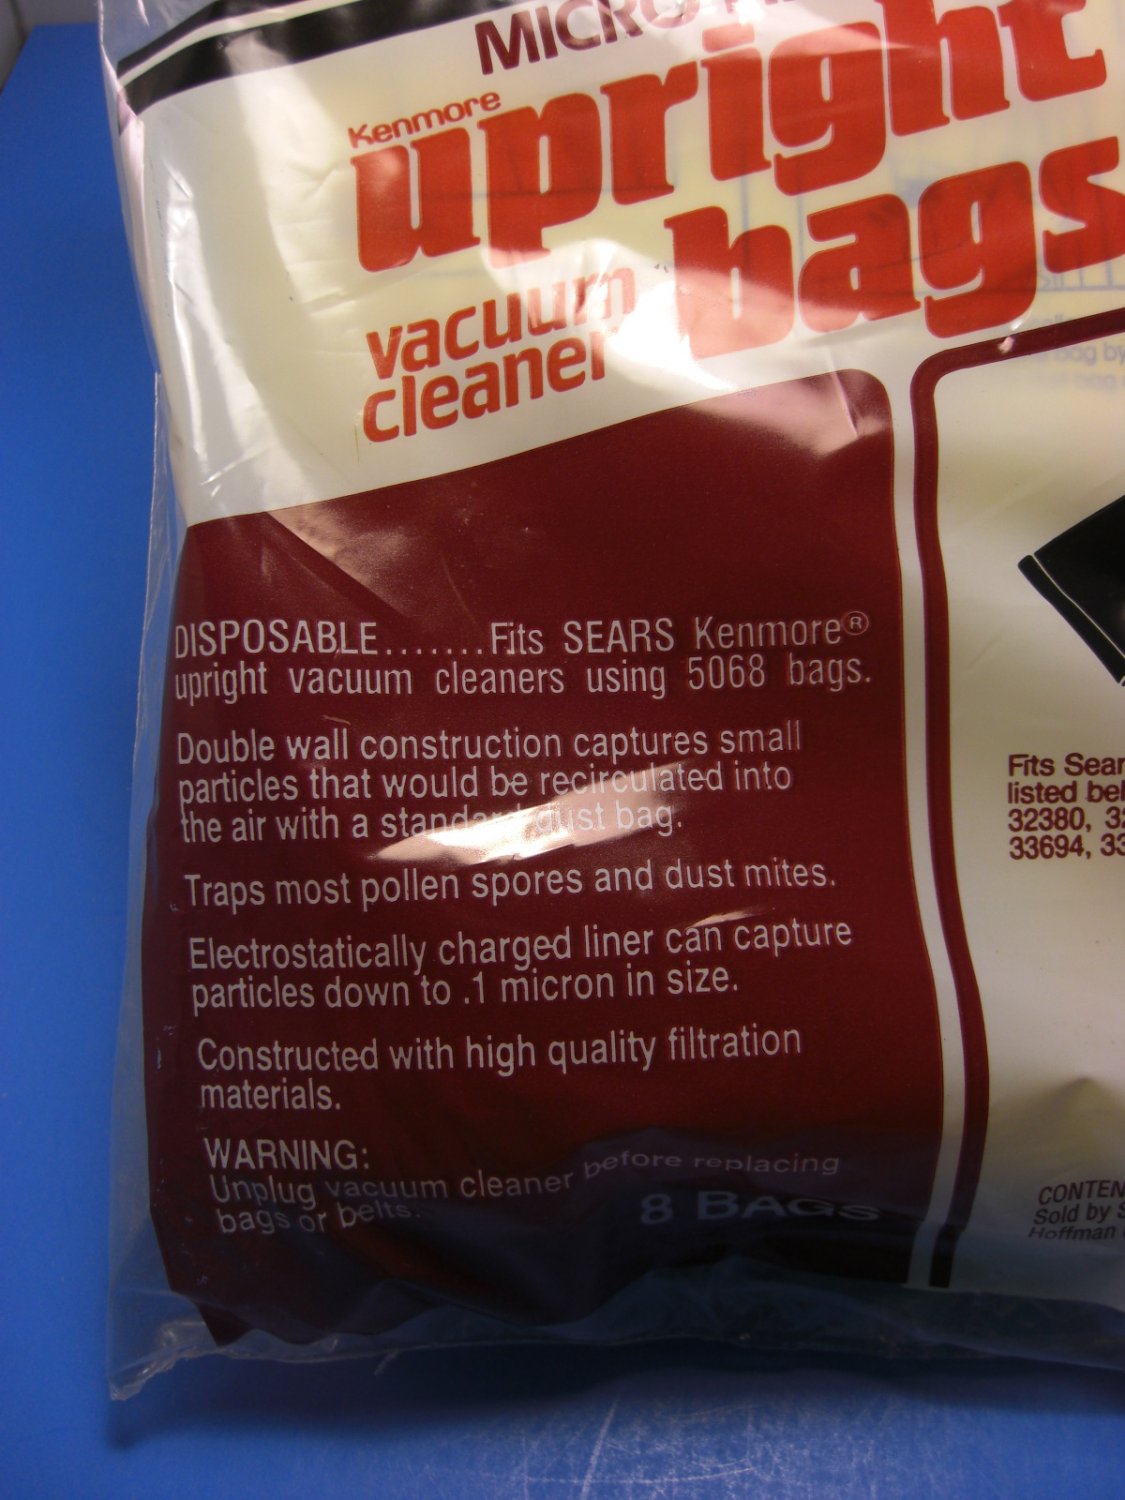 MICRO
Kenmore
upright
vacuum
cleaner
bags
DISPOSABLE.......Fits SEARS Kenmore®
upright vacuum cleaners using 5068 bags.
Double wall construction captures small
particles that would be recirculated into
the air with a standard dust bag.
Traps most pollen spores and dust mites.
Electrostatically charged liner can capture
particles down to .1 micron in size.
Constructed with high quality filtration
materials.
WARNING:
Unplug vacuum cleaner before replacing
bags or belts.
8 BAGS
Fits Sear
listed bel
32380, 3
33694, 33
CONTEN
Sold by S
Hoffman